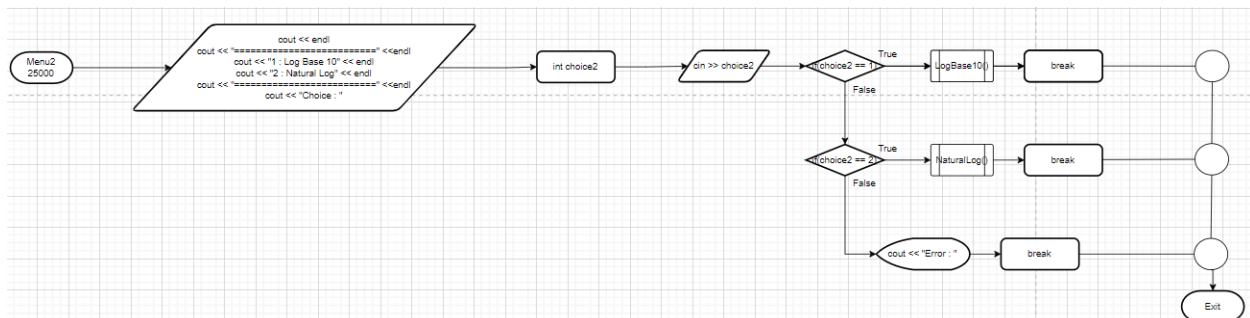 Menu2
25000
cout << endl
cout << "=========================" <<endl
cout << "1 : Log Base 10" << endl
cout << "2 : Natural Log" << endl
cout << "=========================" <<endl
cout << "Choice : "
int choice2
cin >> choice2
if(choice2 == 1)
True
LogBase10()
break
False
if(choice2 == 2)
True
NaturalLog()
break
False
cout << "Error : "
break
Exit